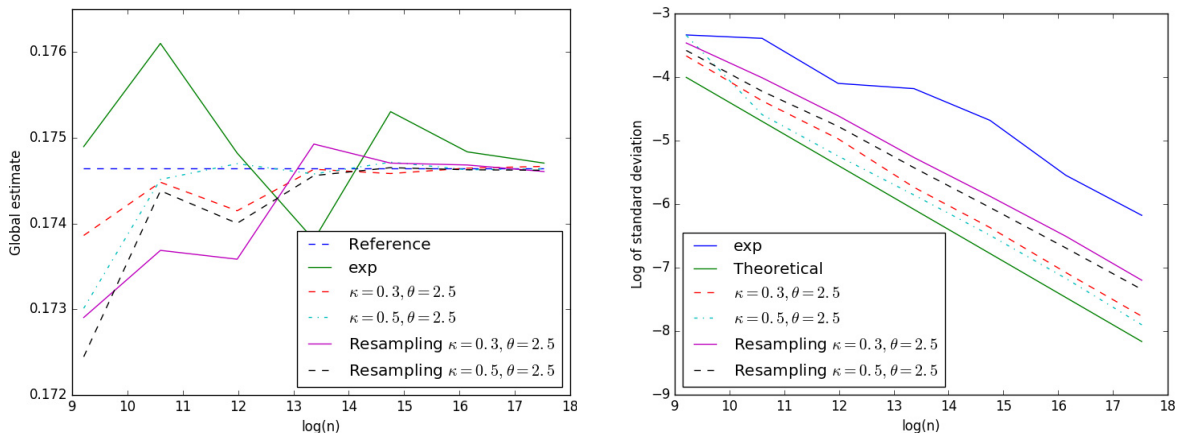 0.176
0.175
0.174
0.173
0.172
Global estimate
9 10 11 12 13 14 15 16 17 18
log(n)
Reference
exp
κ = 0.3, θ = 2.5
κ = 0.5, θ = 2.5
Resampling κ = 0.3, θ = 2.5
Resampling κ = 0.5, θ = 2.5
−3
−4
−5
−6
−7
−8
−9
Log of standard deviation
9 10 11 12 13 14 15 16 17 18
log(n)
exp
Theoretical
κ = 0.3, θ = 2.5
κ = 0.5, θ = 2.5
Resampling κ = 0.3, θ = 2.5
Resampling κ = 0.5, θ = 2.5